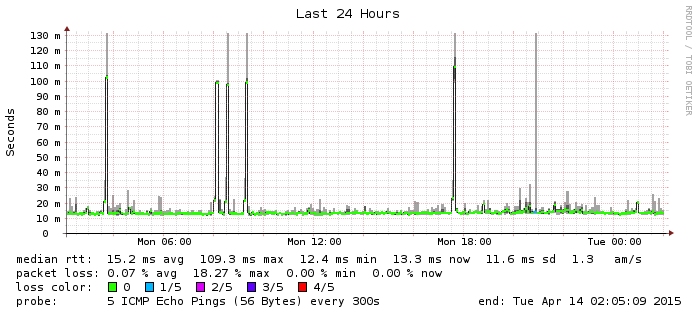 Last 24 Hours
RRDTOOL / TOBI OETIKER
Seconds
130 m
120 m
110 m
100 m
90 m
80 m
70 m
60 m
50 m
40 m
30 m
20 m
10 m
0
Mon 06:00 Mon 12:00 Mon 18:00 Tue 00:00
median rtt: 15.2 ms avg 109.3 ms max 12.4 ms min 13.3 ms now 11.6 ms sd 1.3 am/s
packet loss: 0.07 % avg 18.27 % max 0.00 % min 0.00 % now
loss color: 0 1/5 2/5 3/5 4/5
probe: 5 ICMP Echo Pings (56 Bytes) every 300s end: Tue Apr 14 02:05:09 2015